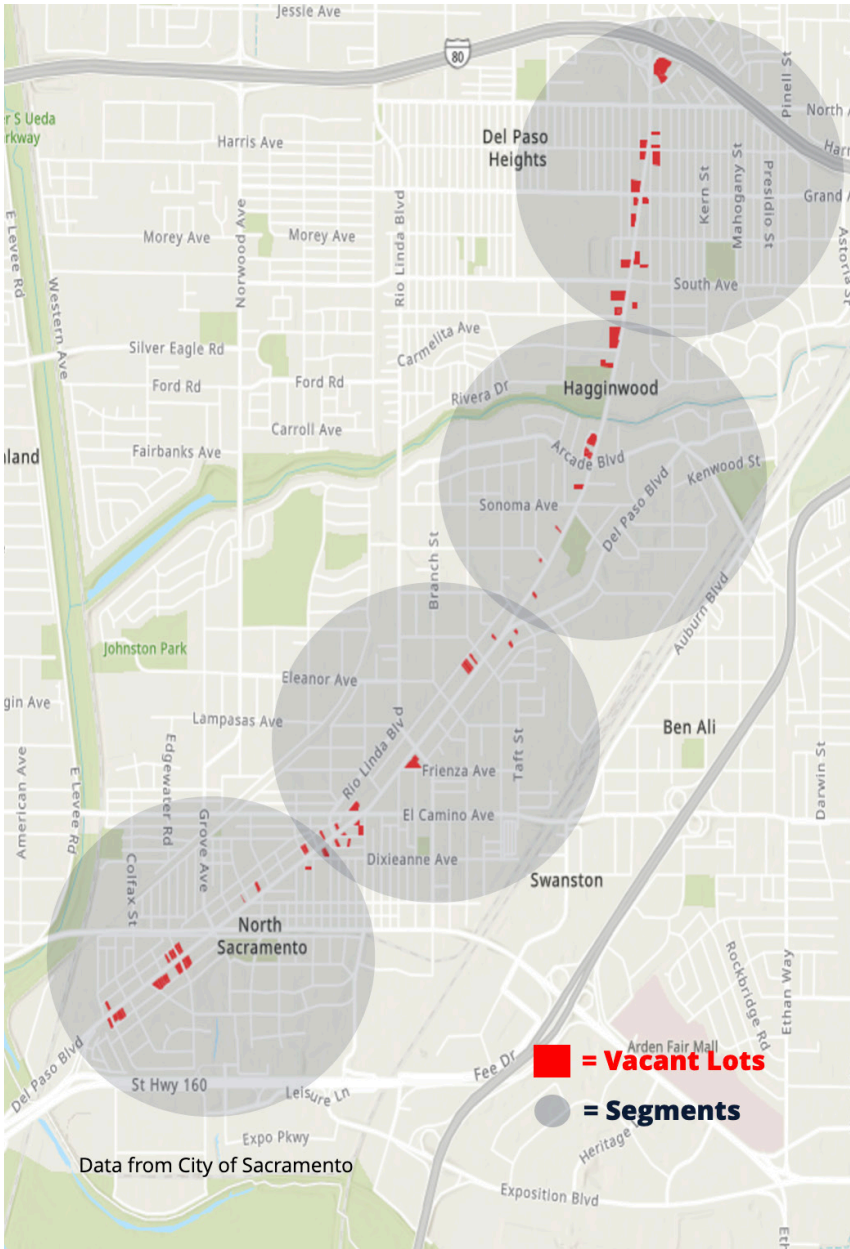 Jessie Ave
80
Pinell St
er S Ueda
rkway
North A
Harris Ave
Del Paso
Heights
Harr
Kern St
Mahogany St
Presidio St
Grand A
E Levee Rd
Norwood Ave
Rio Linda Blvd
Morey Ave
Morey Ave
Astoria St
Western Ave
South Ave
Silver Eagle Rd
Carmelita Ave
Ford Rd
Ford Rd
Rivera Dr
Hagginwood
Carroll Ave
Fairbanks Ave
nland
Arcade Blvd
Kenwood St
Sonoma Ave
Del Paso Blvd
Branch St
Auburn Blvd
Johnston Park
Eleanor Ave
gin Ave
Lampasas Ave
Ben Ali
Rio Linda Blvd
Edgewater Rd
Taft St
American Ave
E Levee Rd
Frienza Ave
Darwin St
Grove Ave
El Camino Ave
Colfax St
Dixieanne Ave
Swanston
North
Sacramento
Rockbridge Rd
Ethan Way
Del Paso Blvd
Arden Fair Mall
= Vacant Lots
Fee Dr
St Hwy 160
Leisure Ln
= Segments
Expo Pkwy
Heritage
Data from City of Sacramento
Exposition Blvd
Eth